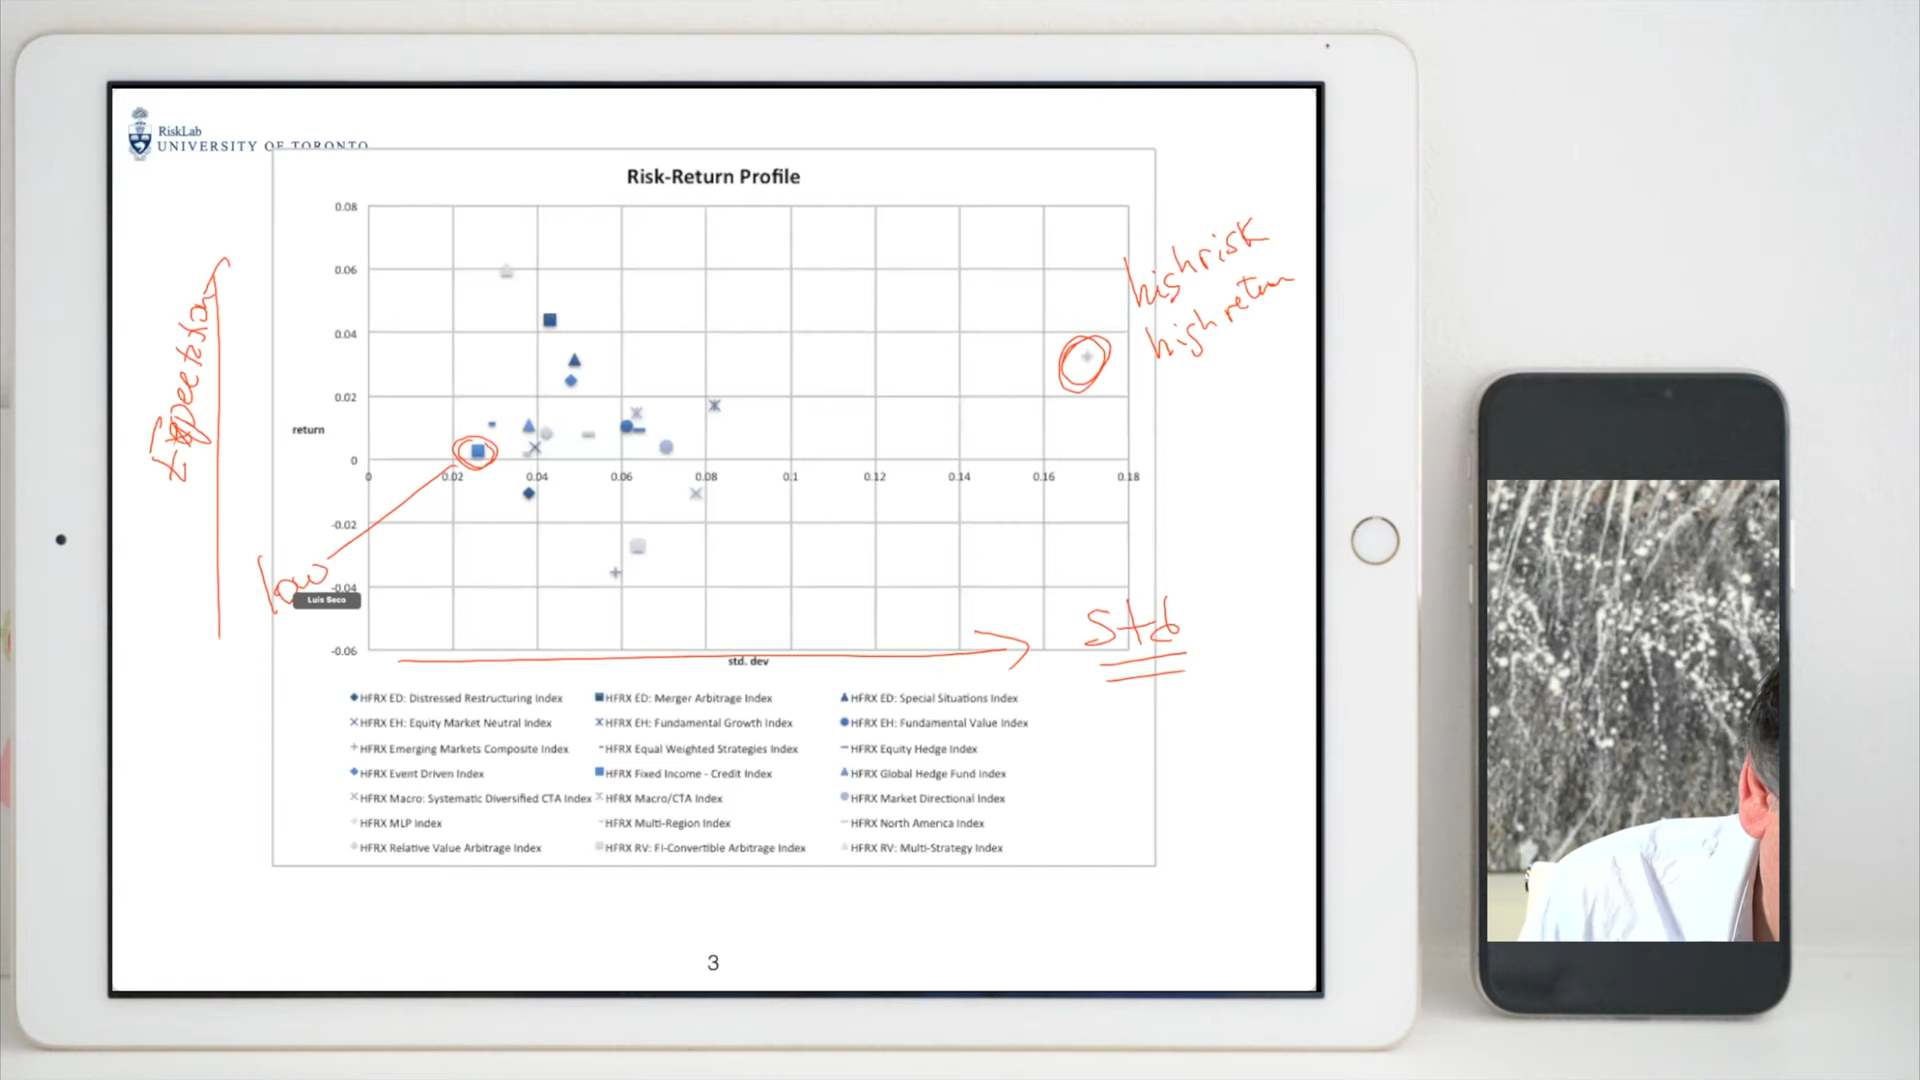 RiskLab
UNIVERSITY OF TORONTO
Risk-Return Profile
0.08
0.06
0.04
0.02
return
0
-0.02
-0.04
-0.06
0 0.02 0.04 0.06 0.08 0.1 0.12 0.14 0.16 0.18
std. dev
high risk
high return
low
Luis Seco
Std
HFRX ED: Distressed Restructuring Index HFRX ED: Merger Arbitrage Index HFRX ED: Special Situations Index
HFRX EH: Equity Market Neutral Index HFRX EH: Fundamental Growth Index HFRX EH: Fundamental Value Index
HFRX Emerging Markets Composite Index HFRX Equal Weighted Strategies Index HFRX Equity Hedge Index
HFRX Event Driven Index HFRX Fixed Income - Credit Index HFRX Global Hedge Fund Index
HFRX Macro: Systematic Diversified CTA Index HFRX Macro/CTA Index HFRX Market Directional Index
HFRX MLP Index HFRX Multi-Region Index HFRX North America Index
HFRX Relative Value Arbitrage Index HFRX RV: FI-Convertible Arbitrage Index HFRX RV: Multi-Strategy Index
3